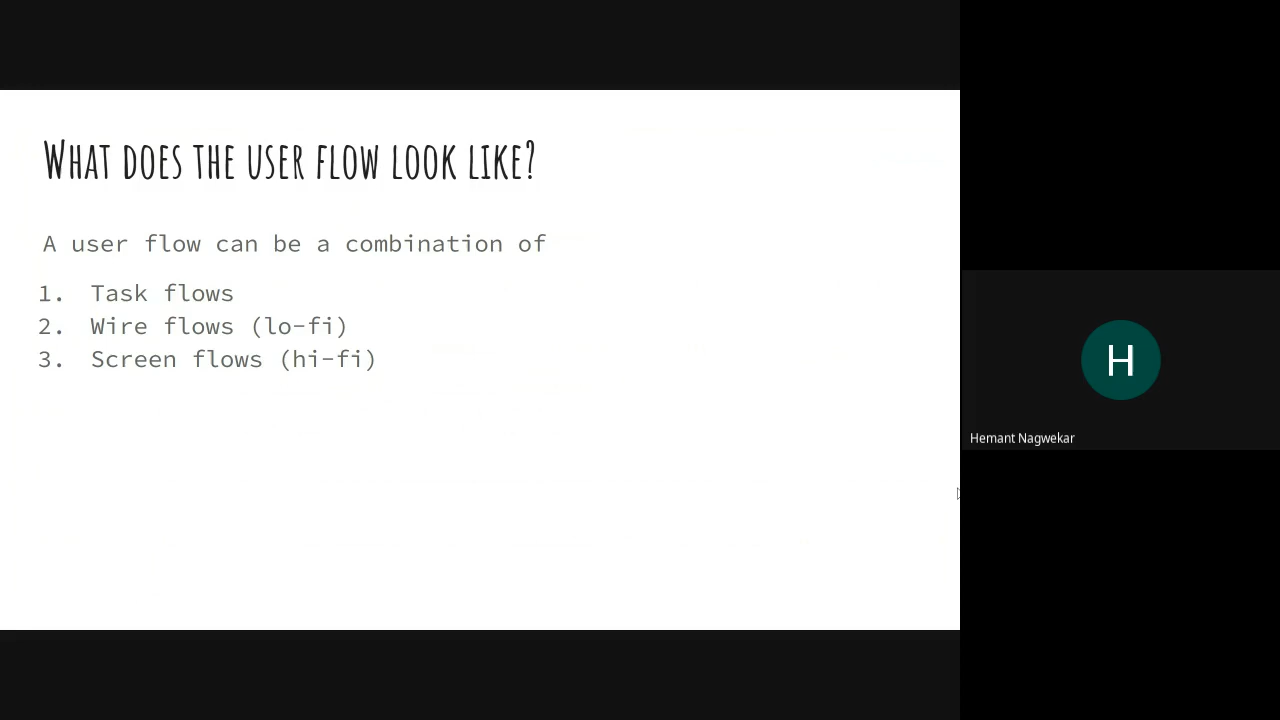 What does the user flow look like?
A user flow can be a combination of
1. Task flows
2. Wire flows (lo-fi)
3. Screen flows (hi-fi)
H
Hemant Nagwekar